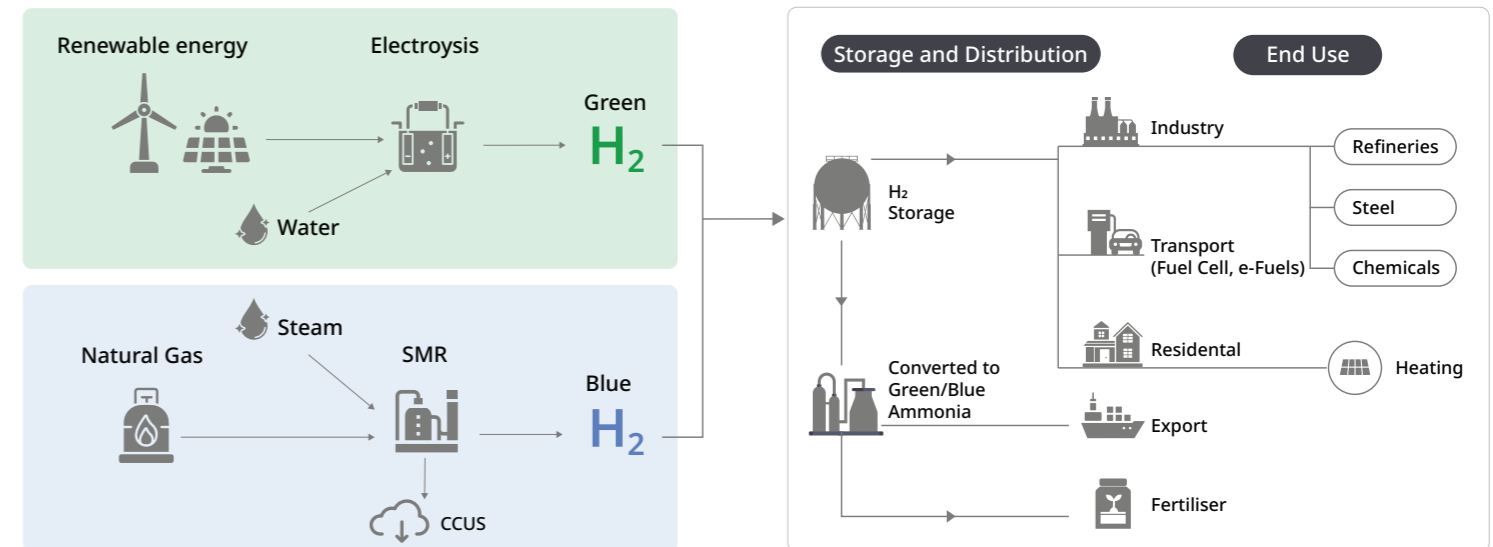 Renewable energy
Electroysis
Green
H₂
Water
Steam
Natural Gas
SMR
Blue
H₂
CCUS
Storage and Distribution
End Use
H₂
Storage
Industry
Refineries
Steel
Chemicals
Transport
(Fuel Cell, e-Fuels)
Residental
Heating
Converted to
Green/Blue
Ammonia
Export
Fertiliser